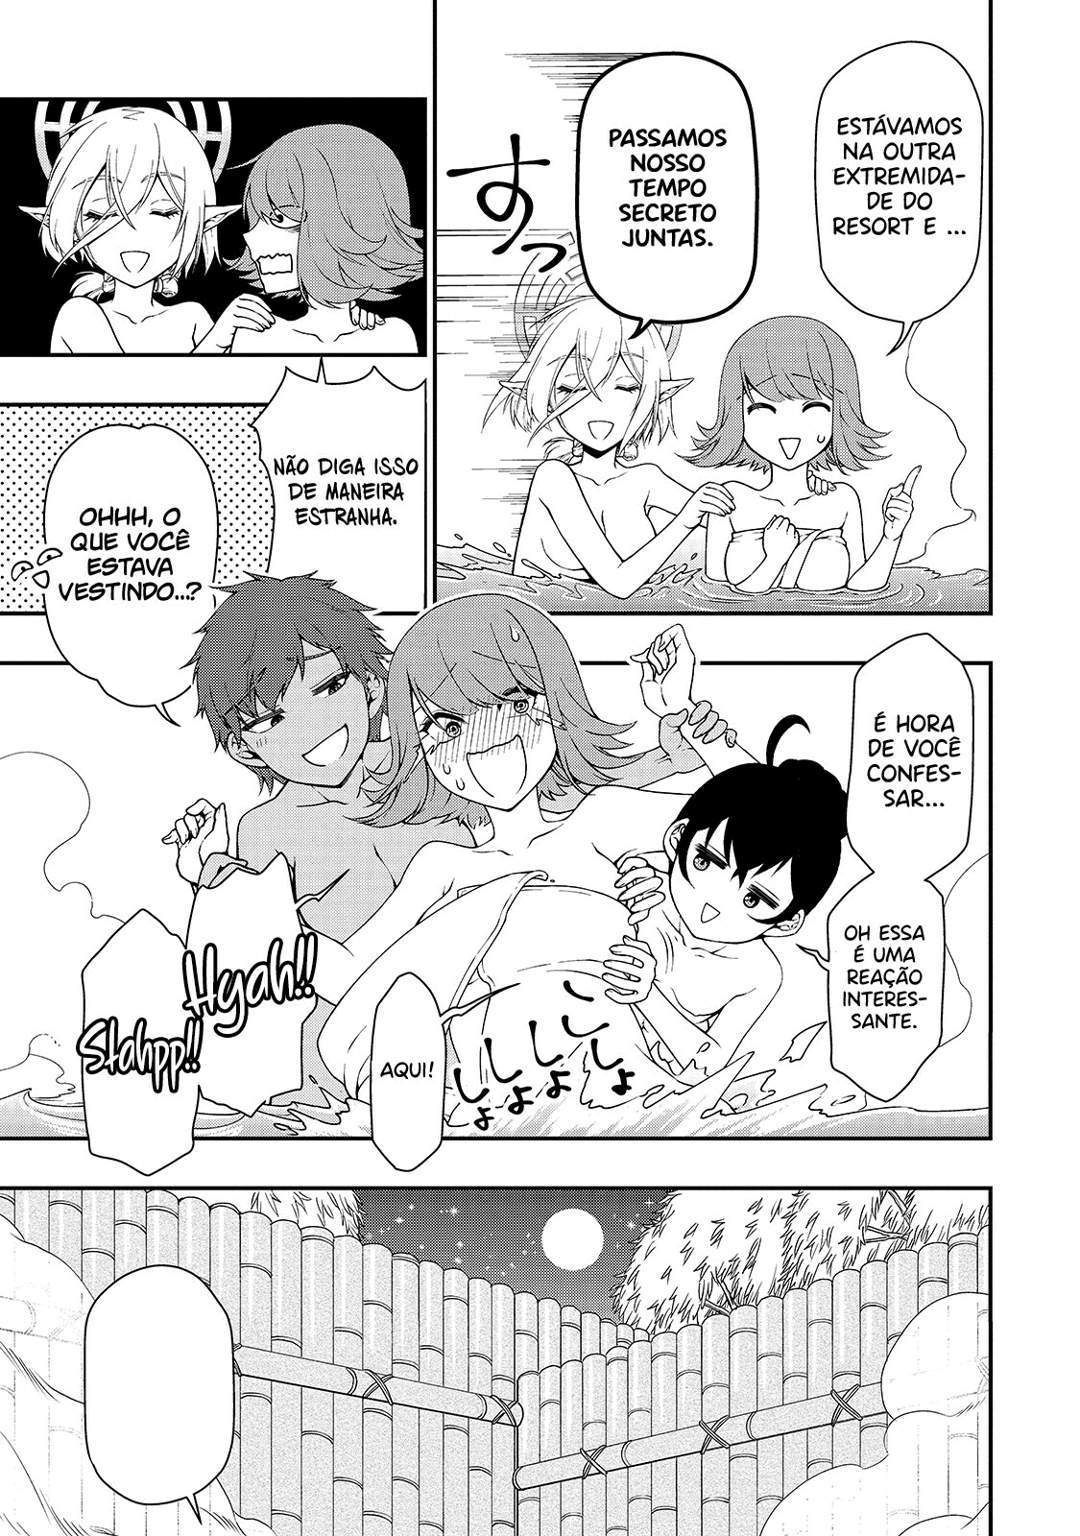 ESTÁVAMOS
NA OUTRA
EXTREMIDA-
DE DO
RESORT E ...
PASSAMOS
NOSSO
TEMPO
SECRETO
JUNTAS.
すっ
NÃO DIGA ISSO
DE MANEIRA
ESTRANHA.
OHHH, O
QUE VOCÊ
ESTAVA
VESTINDO...?
É HORA
DE VOCÊ
CONFES-
SAR...
OH ESSA
É UMA
REAÇÃO
INTERES-
SANTE.
Hyah!!
Stahpp!!
AQUI!
こしょ
しょ
しょ
しょ